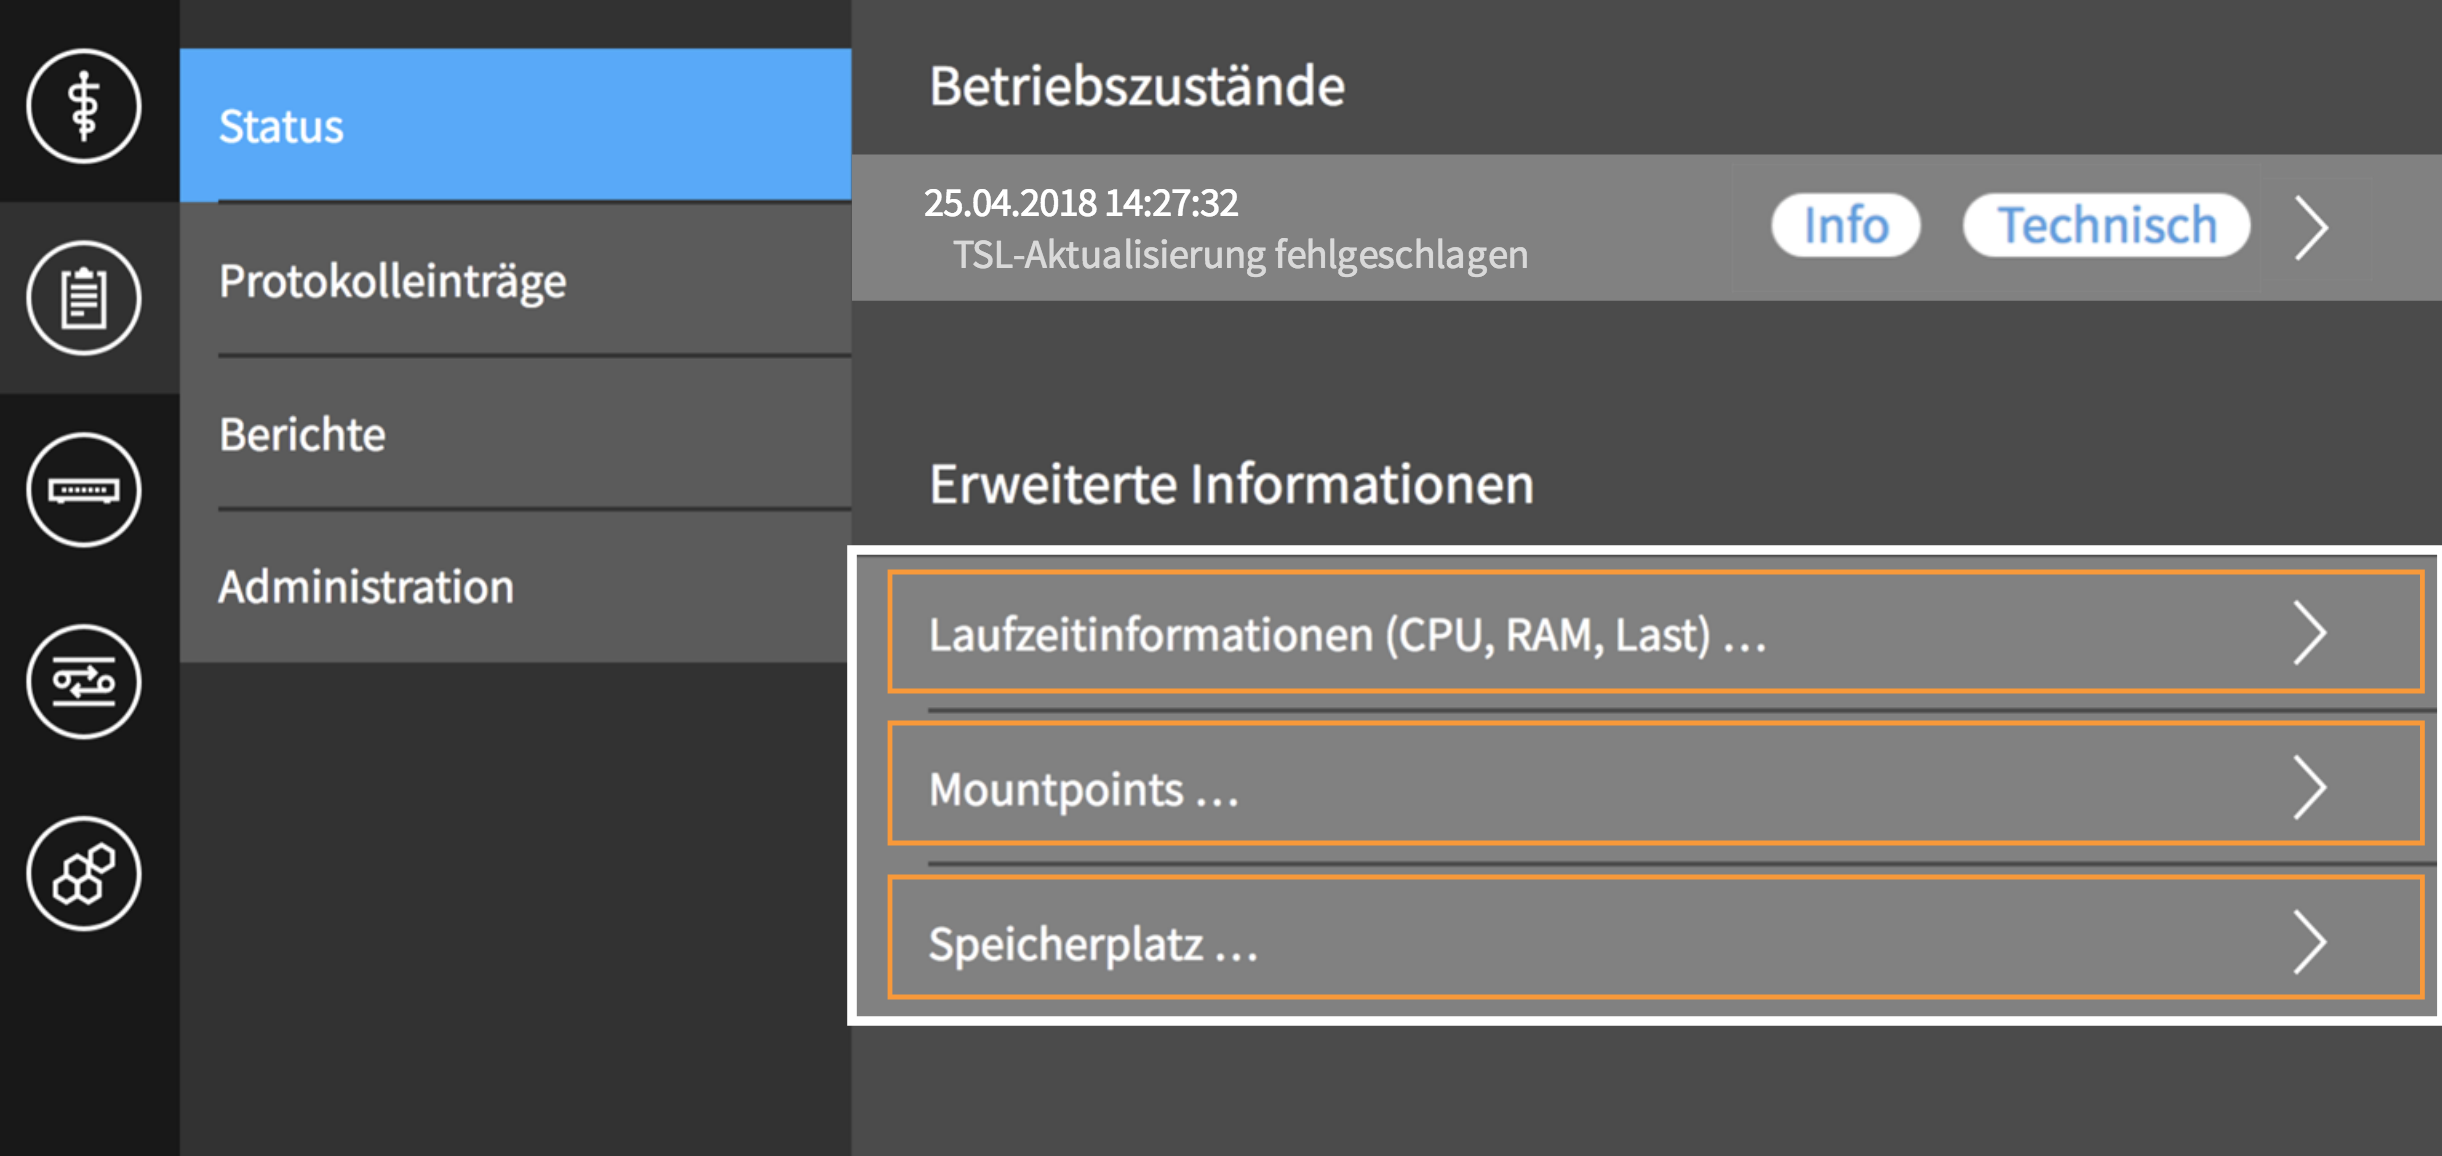 Status
Protokolleinträge
Berichte
Administration
Betriebszustände
25.04.2018 14:27:32
TSL-Aktualisierung fehlgeschlagen
Info
Technisch
Erweiterte Informationen
Laufzeitinformationen (CPU, RAM, Last) …
Mountpoints …
Speicherplatz …